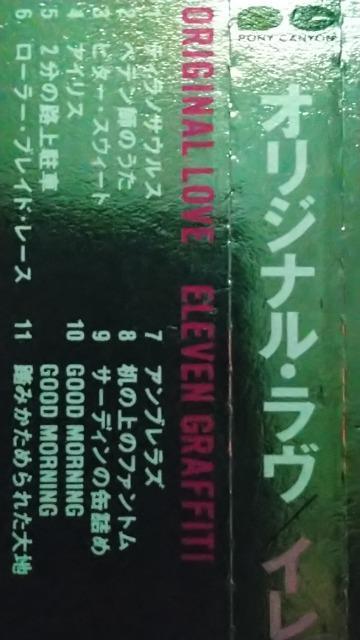 PONY CANYON
オリジナル・ラヴ／イレ
ORIGINAL LOVE ELEVEN GRAFFITI
1 ティラノサウルス
2 ペテン師のうた
3 ビター・スウィート
4 アイリス
5 2分の路上駐車
6 ローラー・ブレイド・レース
7 アンブレラズ
8 机の上のファントム
9 サーディンの缶詰め
10 GOOD MORNING GOOD MORNING
11 踏みかためられた大地